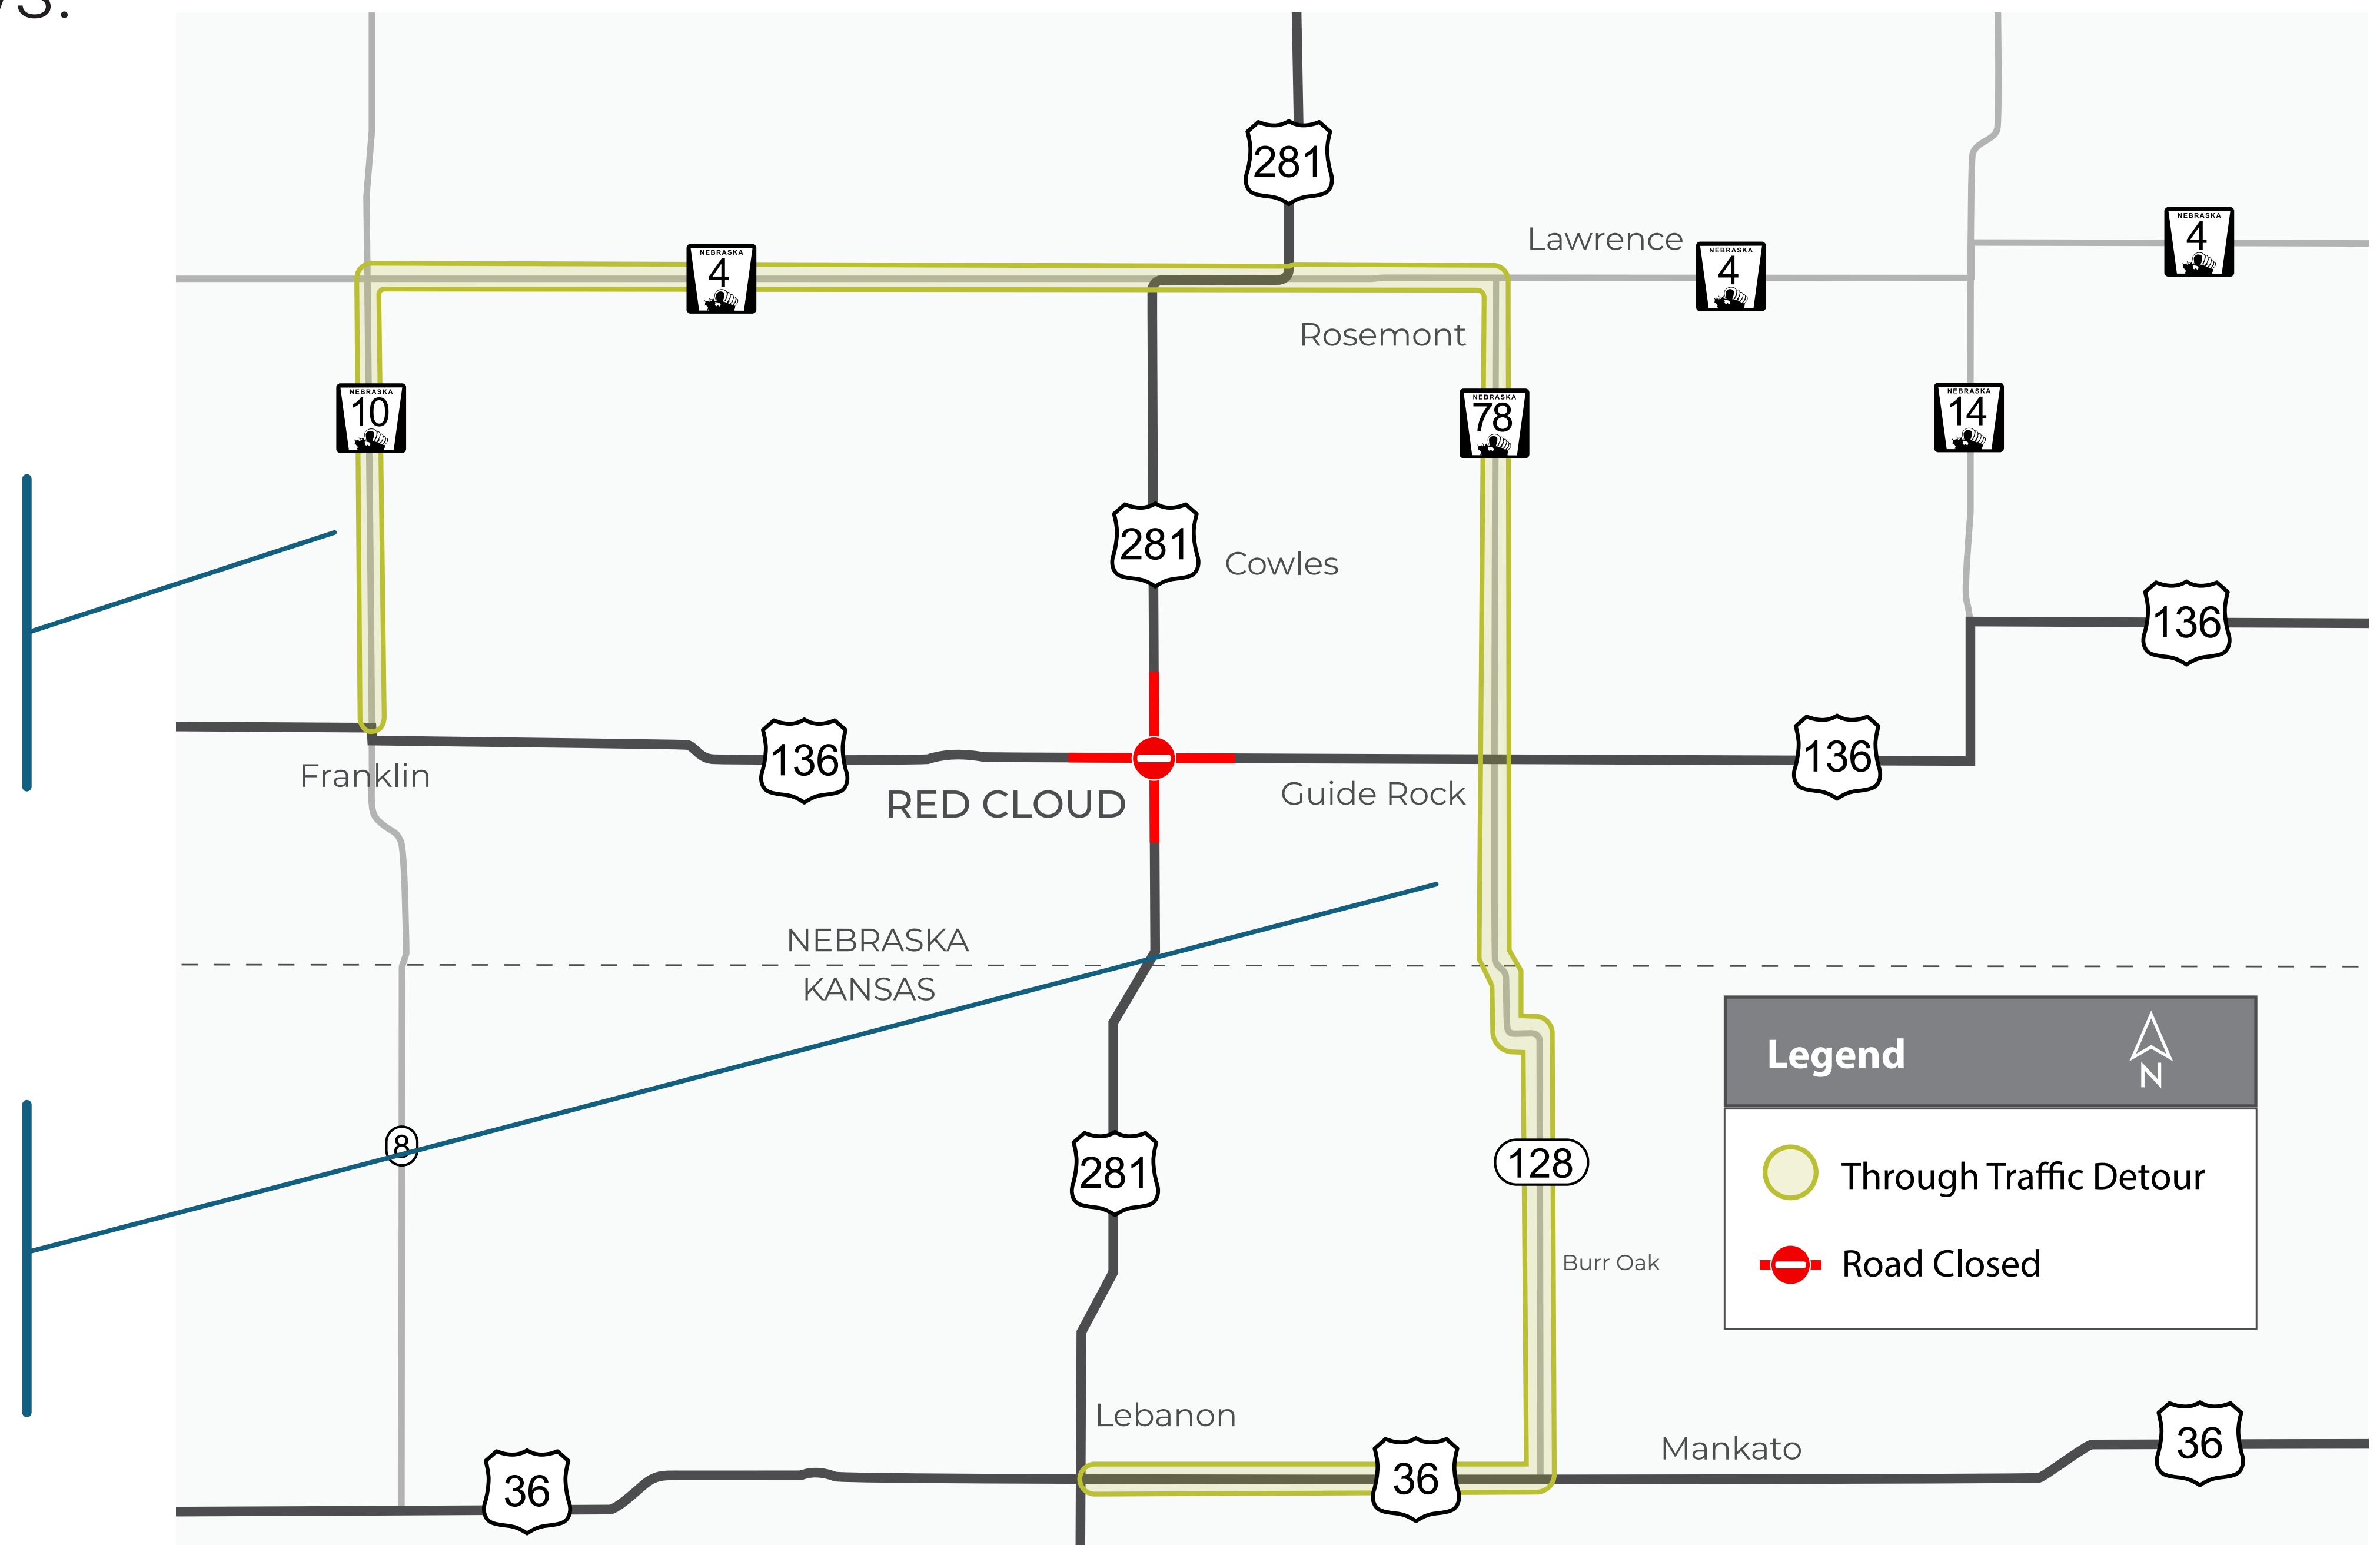 281
Lawrence
NEBRASKA
4
NEBRASKA
4
NEBRASKA
4
Rosemont
NEBRASKA
10
NEBRASKA
78
NEBRASKA
14
281
Cowles
136
136
136
Franklin
RED CLOUD
Guide Rock
NEBRASKA
KANSAS
Legend
N
8
281
128
Through Traffic Detour
Burr Oak
Road Closed
Lebanon
Mankato
36
36
36